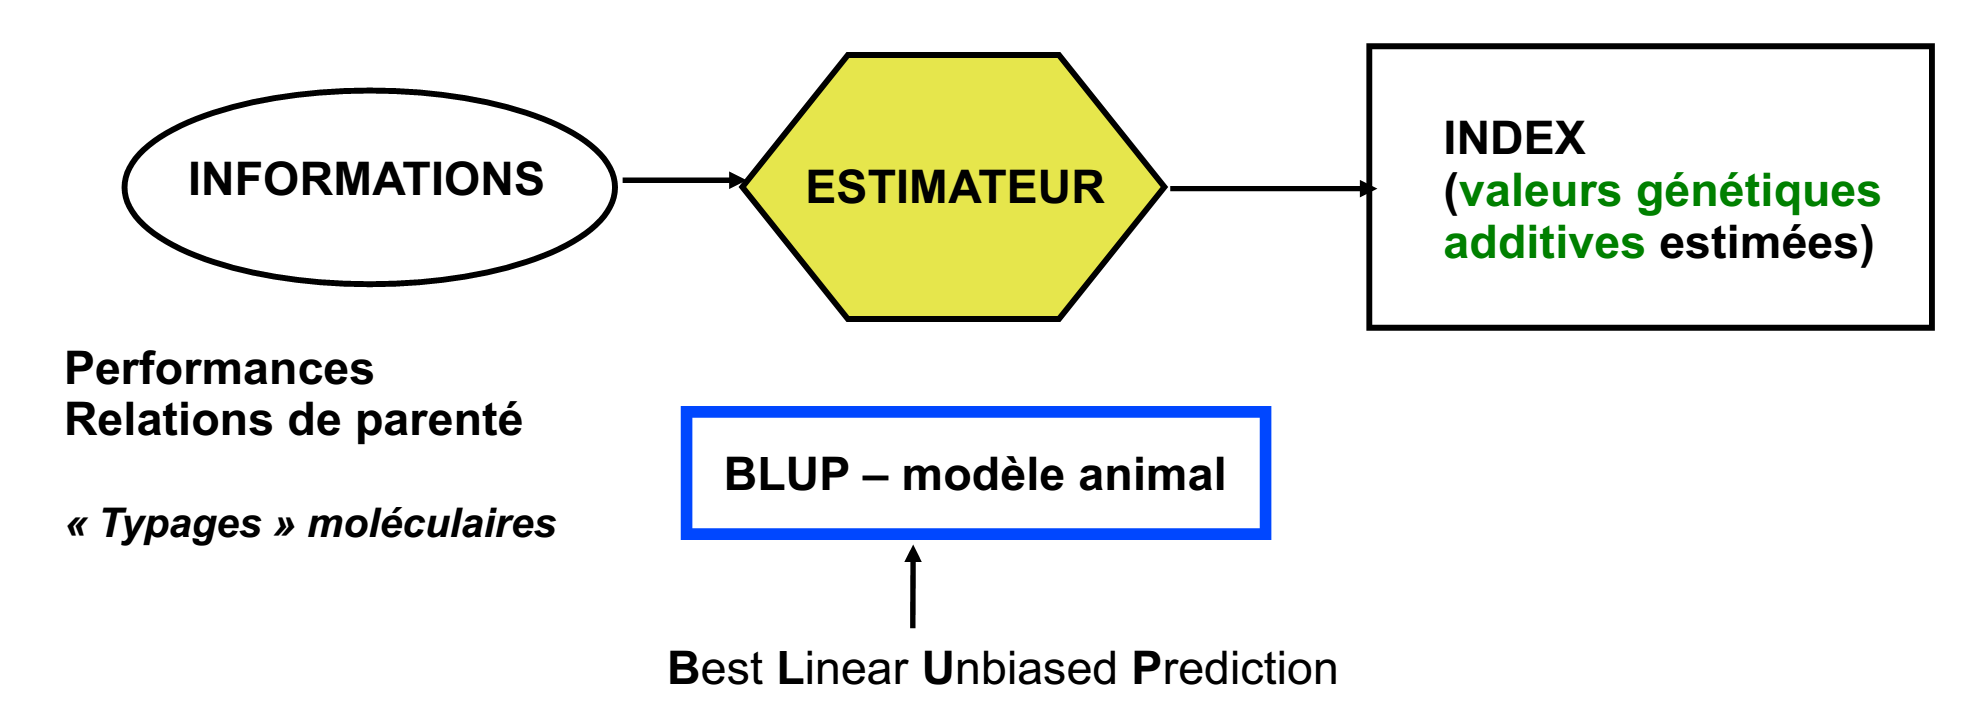 INFORMATIONS
ESTIMATEUR
INDEX
(valeurs génétiques
additives estimées)
Performances
Relations de parenté
« Typages » moléculaires
BLUP – modèle animal
Best Linear Unbiased Prediction